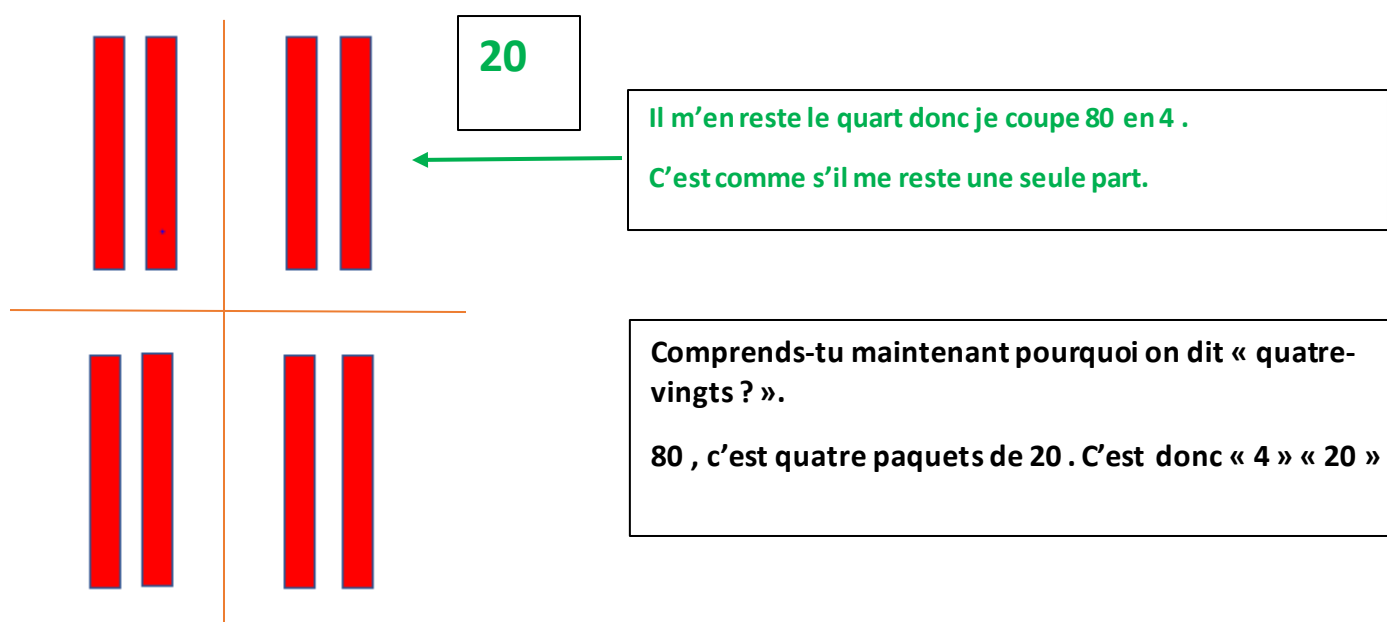 20
Il m’en reste le quart donc je coupe 80 en 4 .
C’est comme s’il me reste une seule part.
Comprends-tu maintenant pourquoi on dit « quatre-
vingts ? ».
80 , c’est quatre paquets de 20 . C’est donc « 4 » « 20 »